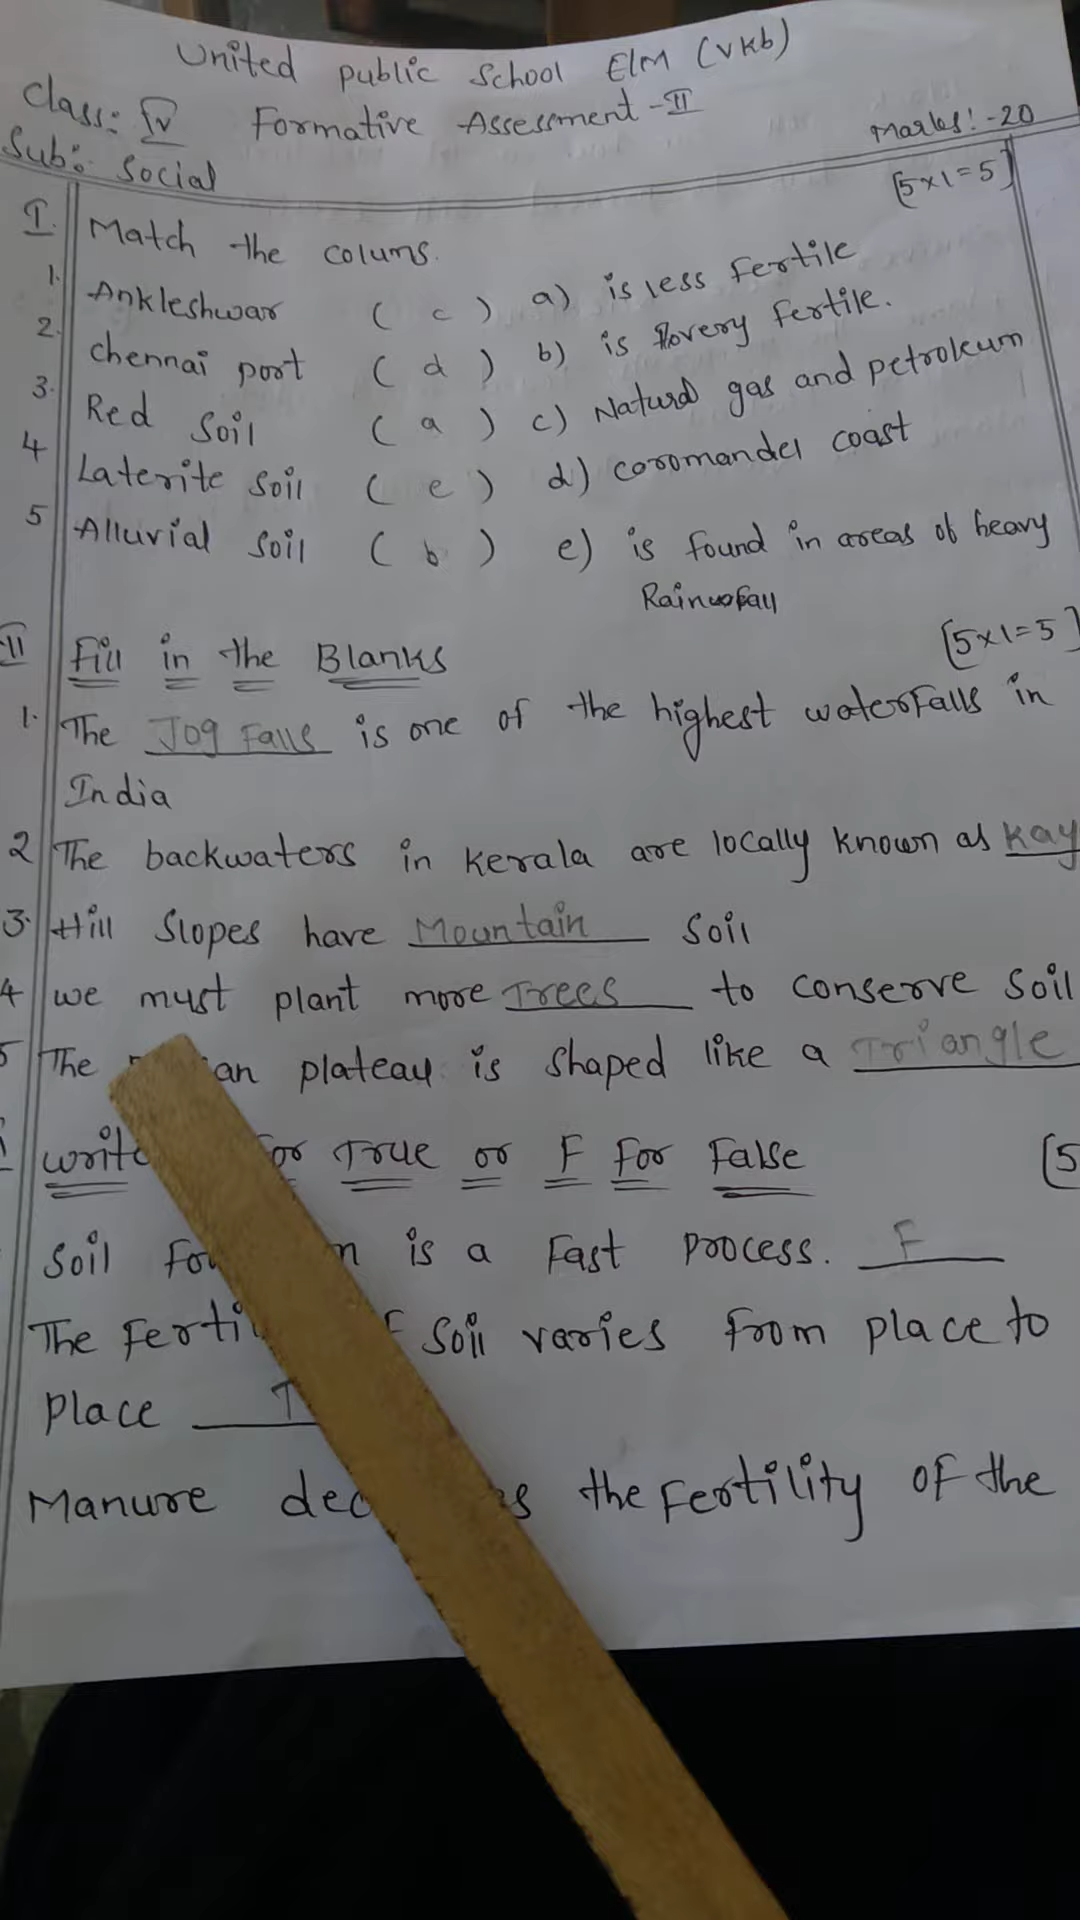 United public School ElM (Vkb)
Class: IV Formative Assessment -II
Sub: Social Marks: -20
I. Match the colums. [5x1=5]
1. Ankleshwar ( c ) a) is less Fertile
2. chennai port ( d ) b) is very Fertile.
3. Red Soil ( a ) c) Natural gas and petroleum
4 Laterite Soil ( e ) d) coromandel coast
5 Alluvial Soil ( b ) e) is found in areas of heavy
Rainfall
II Fill in the Blanks [5x1=5]
1. The Jog Falls is one of the highest waterfalls in
India
2 The backwaters in kerala are locally known as kay
3. Hill Slopes have Mountain Soil
4 we must plant more Trees to conserve Soil
5 The an plateau is shaped like a Triangle
write or True or F For False [5
Soil is a Fast Process. F
The Soil varies From place to
place T
Manure the Fertility of the